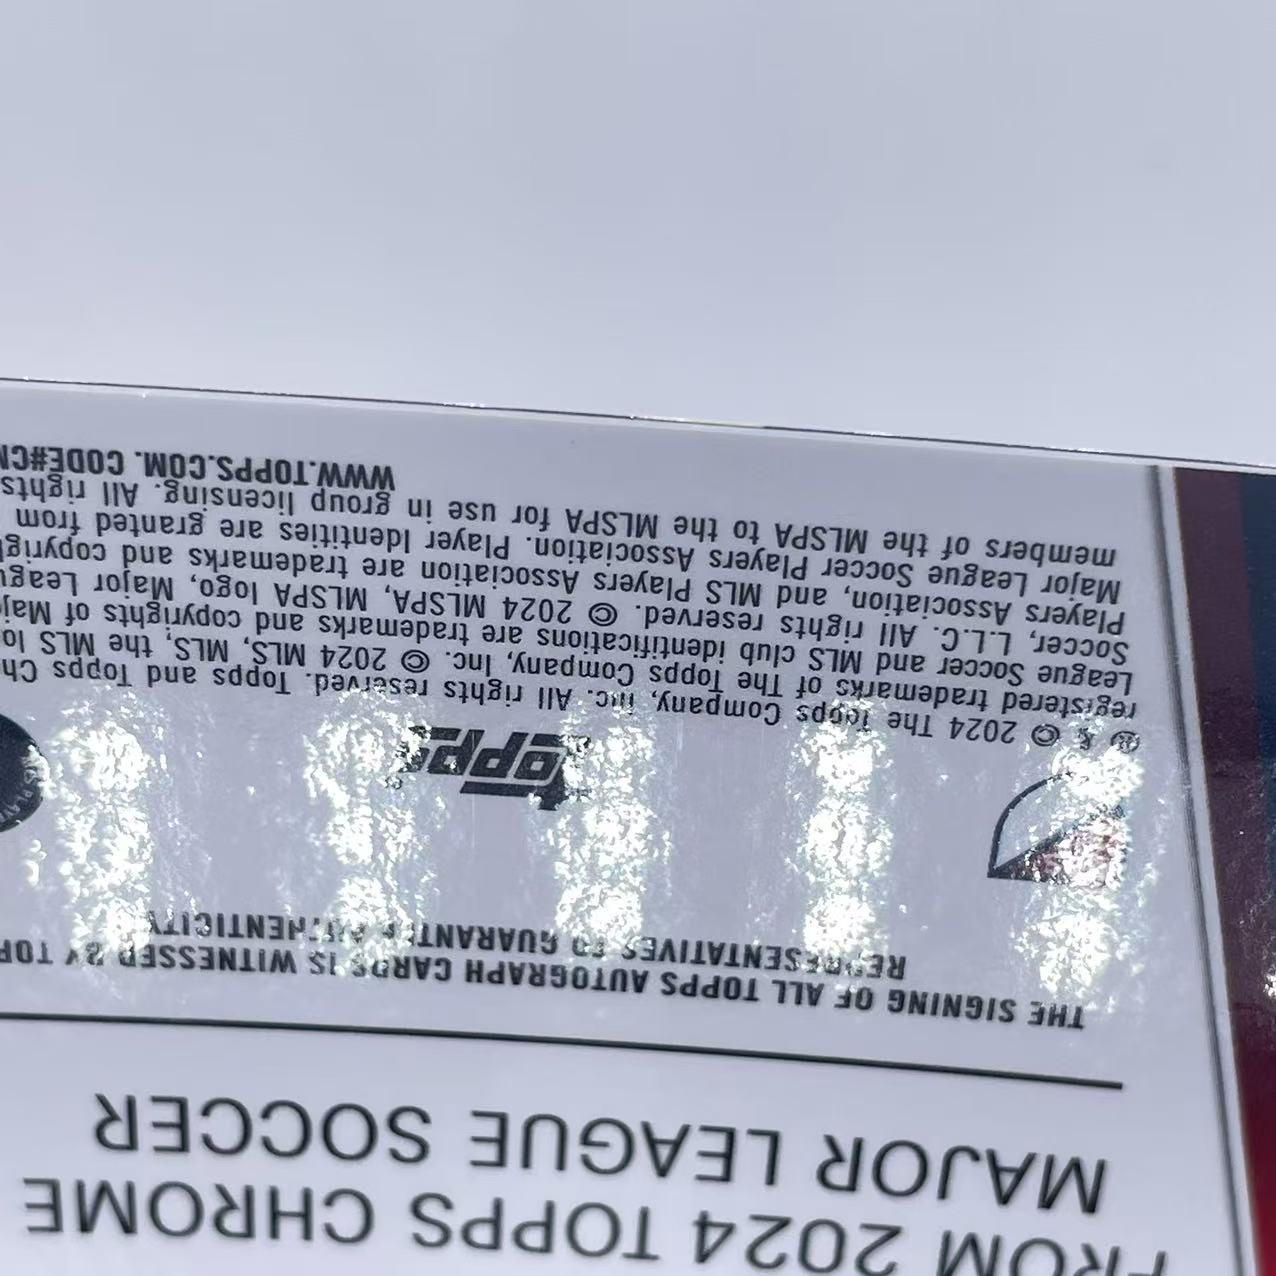 FROM 2024 TOPPS CHROME
MAJOR LEAGUE SOCCER
THE SIGNING OF ALL TOPPS AUTOGRAPH CARDS IS WITNESSED BY TOP
REPRESENTATIVES TO GUARANTEE AUTHENTICITY
topps
® & © 2024 The Topps Company, Inc. All rights reserved. Topps and Topps Ch
registered trademarks of The Topps Company, Inc. © 2024 MLS, MLS, the MLS lo
League Soccer and MLS club identifications are trademarks and copyrights of Maj
Soccer, L.L.C. All rights reserved. © 2024 MLSPA, MLSPA logo, Major Leagu
Players Association, and MLS Players Association are trademarks and copyrig
Major League Soccer Players Association. Player Identities are granted from
members of the MLSPA to the MLSPA for use in group licensing. All rights
WWW.TOPPS.COM. CODE#CM